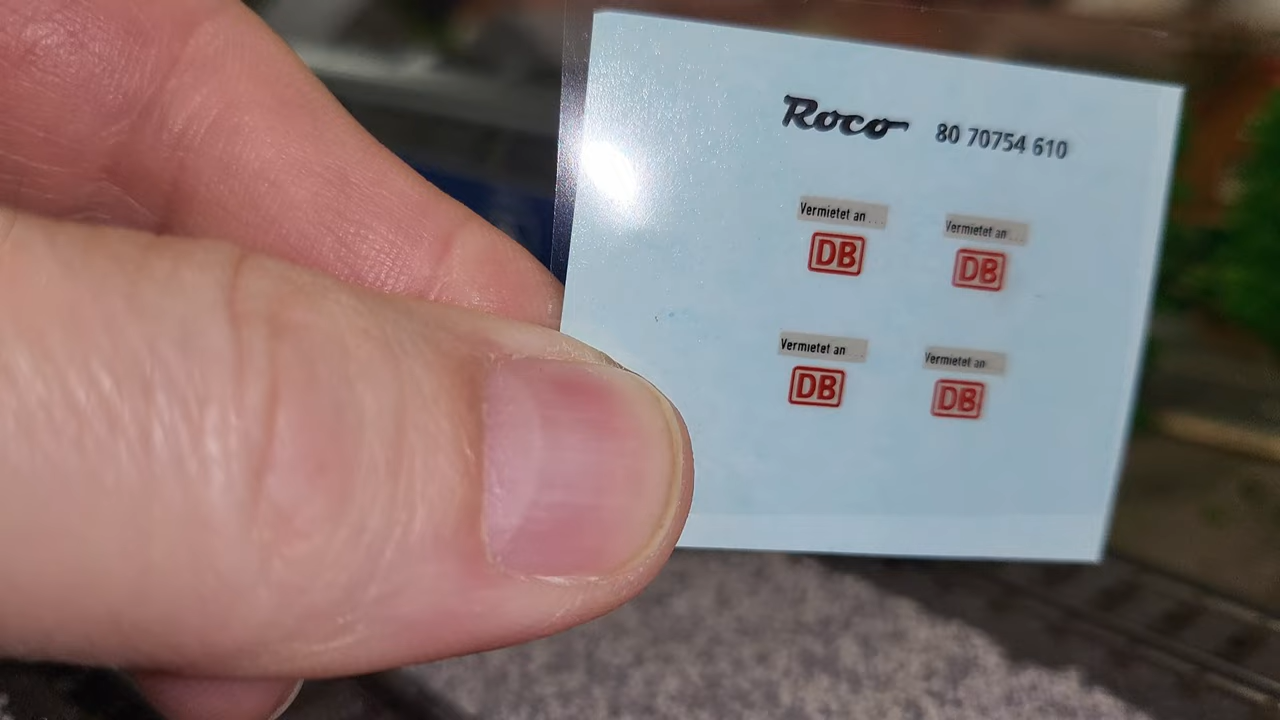 Roco 80 70754 610
Vermietet an ... Vermietet an ...
DB DB
Vermietet an ... Vermietet an ...
DB DB